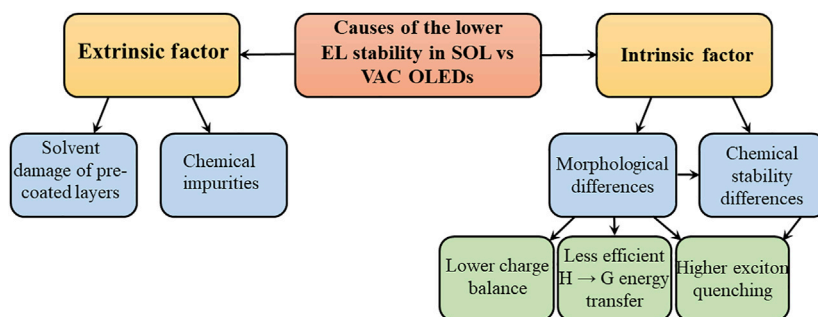 Causes of the lower
EL stability in SOL vs
VAC OLEDs
Extrinsic factor
Intrinsic factor
Solvent
damage of pre-
coated layers
Chemical
impurities
Morphological
differences
Chemical
stability
differences
Lower charge
balance
Less efficient
H → G energy
transfer
Higher exciton
quenching